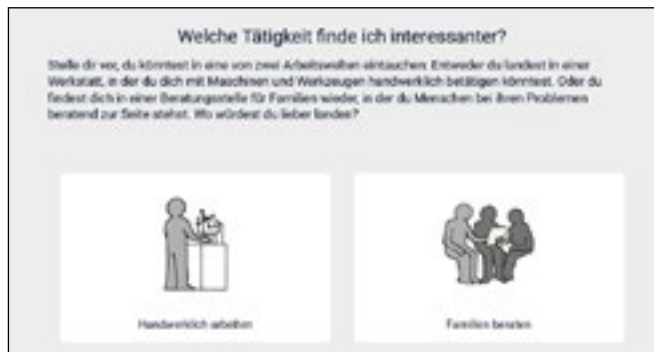 Welche Tätigkeit finde ich interessanter?
Stelle dir vor, du könntest in eine von zwei Arbeitswelten eintauchen: Entweder du landest in einer
Werkstatt, in der du dich mit Maschinen und Werkzeugen handwerklich betätigen könntest. Oder du
findest dich in einer Beratungsstelle für Familien wieder, in der du Menschen bei ihren Problemen
beratend zur Seite stehst. Wo würdest du lieber landen?
Handwerklich arbeiten
Familien beraten